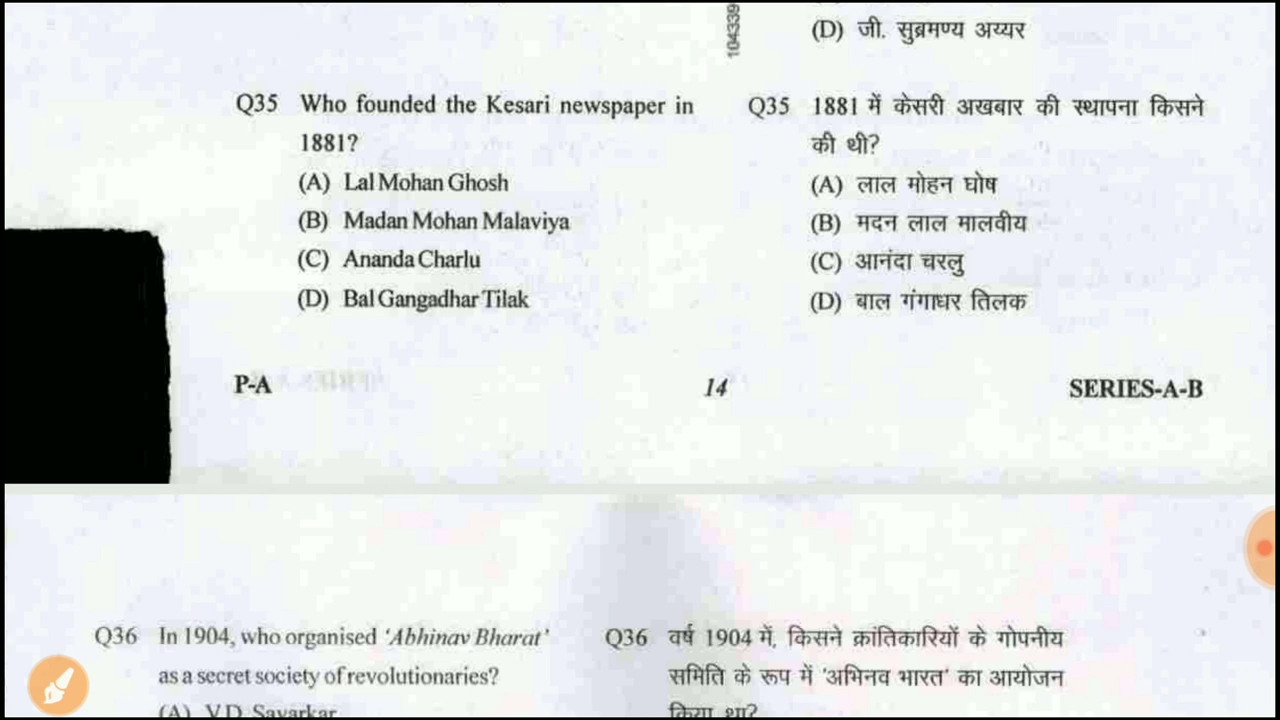 104339
(D) जी. सुब्रमण्य अय्यर
Q35 Who founded the Kesari newspaper in
1881?
(A) Lal Mohan Ghosh
(B) Madan Mohan Malaviya
(C) Ananda Charlu
(D) Bal Gangadhar Tilak
Q35 1881 में केसरी अखबार की स्थापना किसने
की थी?
(A) लाल मोहन घोष
(B) मदन लाल मालवीय
(C) आनंदा चरलु
(D) बाल गंगाधर तिलक
P-A 14 SERIES-A-B
Q36 In 1904, who organised 'Abhinav Bharat'
as a secret society of revolutionaries?
(A) V.D. Savarkar
Q36 वर्ष 1904 में, किसने क्रांतिकारियों के गोपनीय
समिति के रूप में 'अभिनव भारत' का आयोजन
किया था?